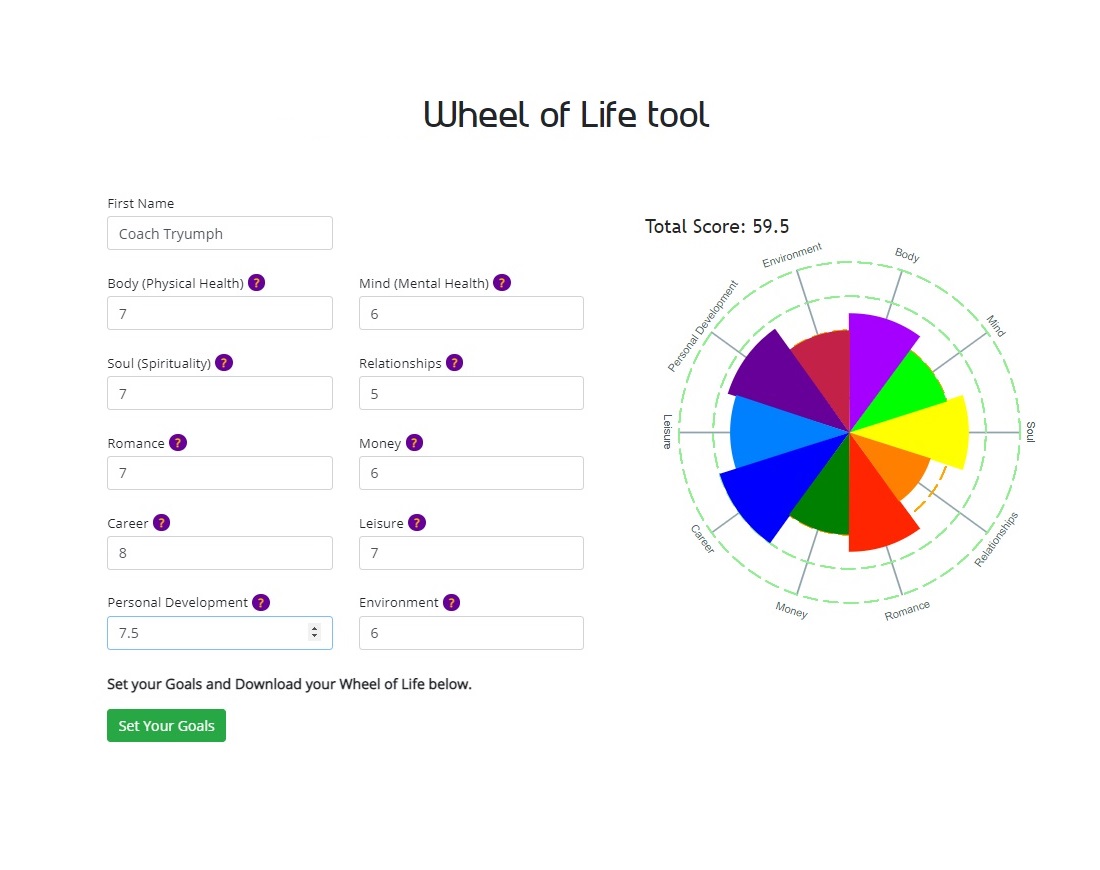 Wheel of Life tool
First Name
Coach Tryumph
Total Score: 59.5
Body (Physical Health) ?
Mind (Mental Health) ?
7
6
Soul (Spirituality) ?
Relationships ?
7
5
Romance ?
Money ?
7
6
Career ?
Leisure ?
8
7
Personal Development ?
Environment ?
7.5
6
Set your Goals and Download your Wheel of Life below.
Set Your Goals
Environment
Body
Mind
Soul
Relationships
Romance
Money
Career
Leisure
Personal Development